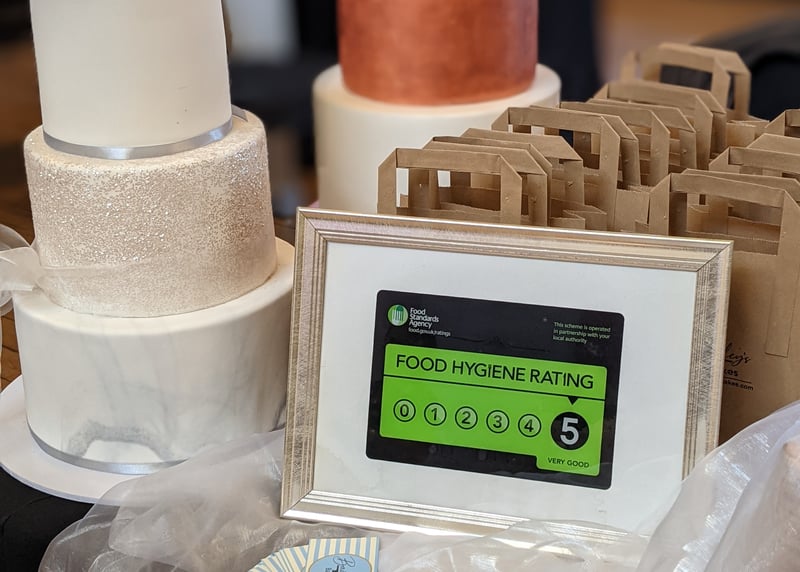 Food
Standards
Agency
food.gov.uk/ratings
This scheme is operated
in partnership with your
local authority
FOOD HYGIENE RATING
0 1 2 3 4 5
VERY GOOD